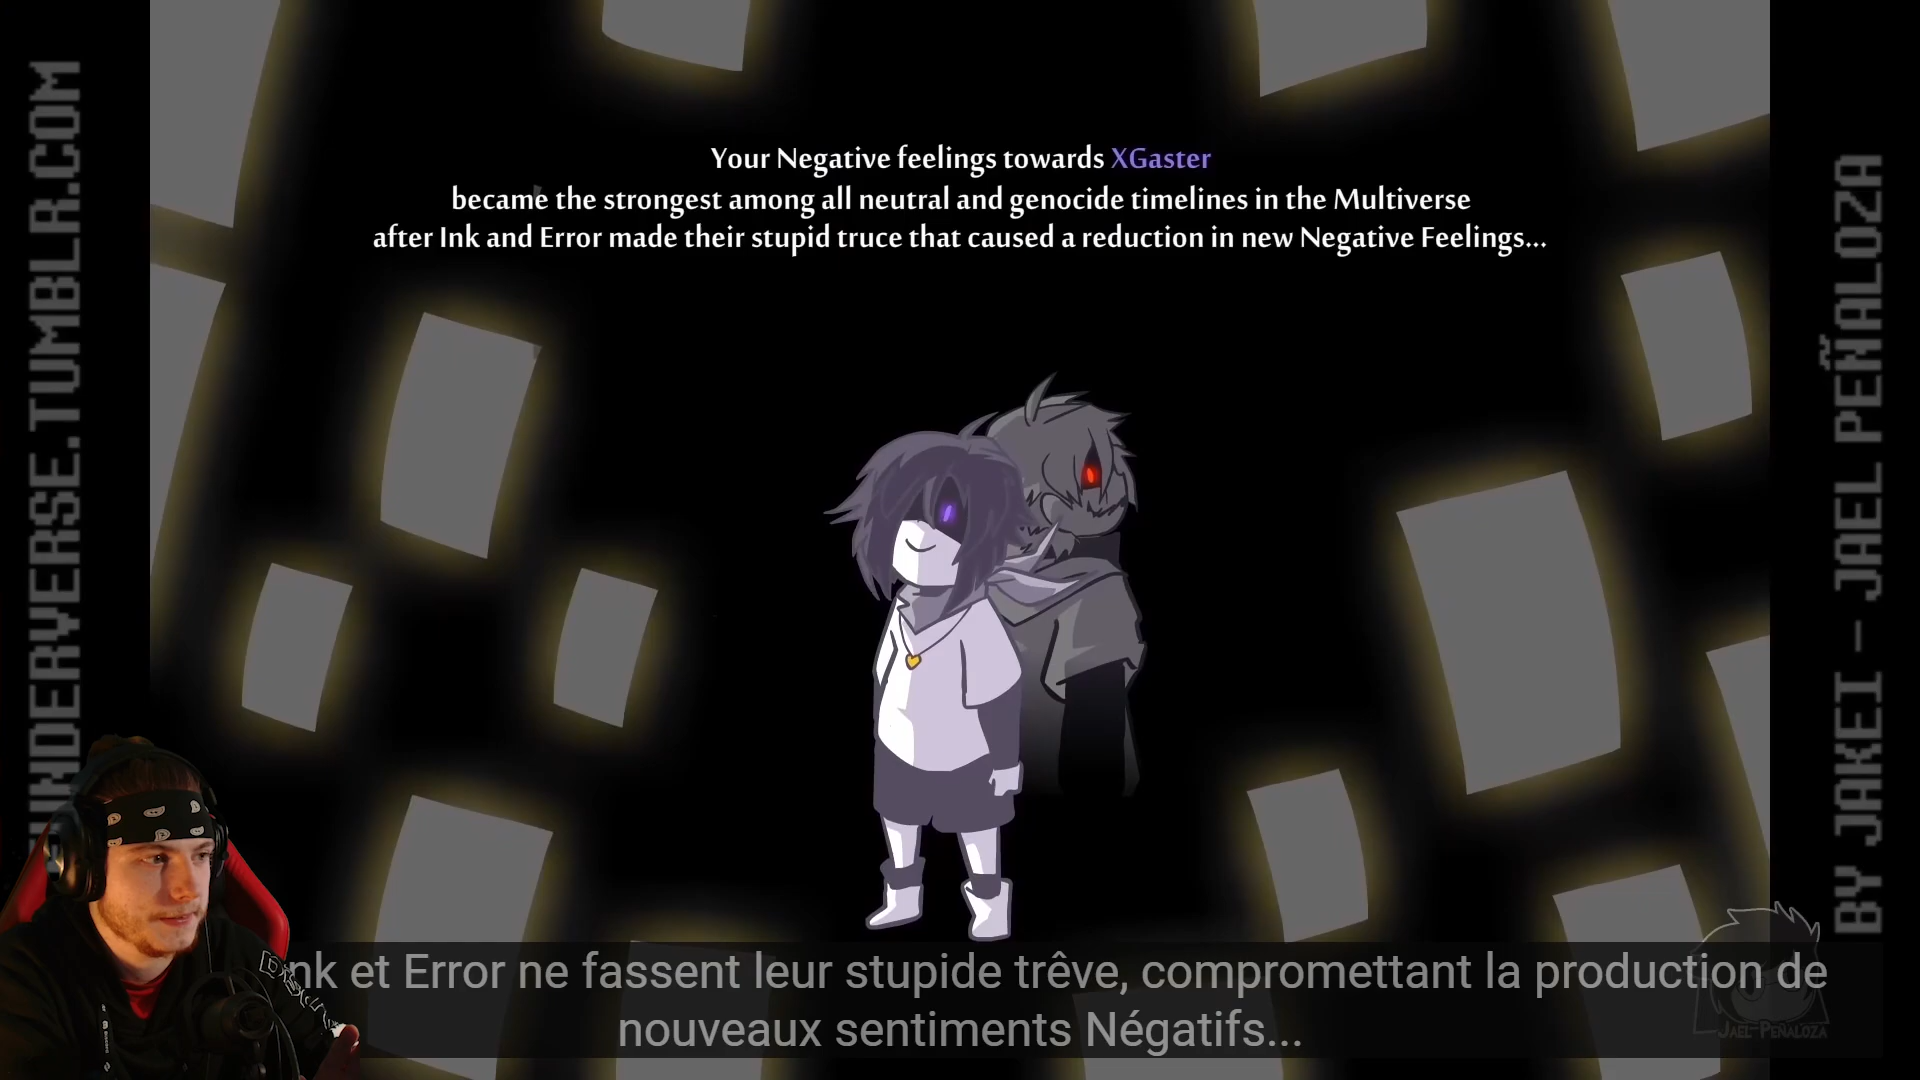 Your Negative feelings towards XGaster
became the strongest among all neutral and genocide timelines in the Multiverse
after Ink and Error made their stupid truce that caused a reduction in new Negative Feelings...
UNDERVERSE.TUMBLR.COM
BY JAKEI - JAEL PEÑALOZA
nk et Error ne fassent leur stupide trêve, compromettant la production de
nouveaux sentiments Négatifs...
JAEL-PEÑALOZA